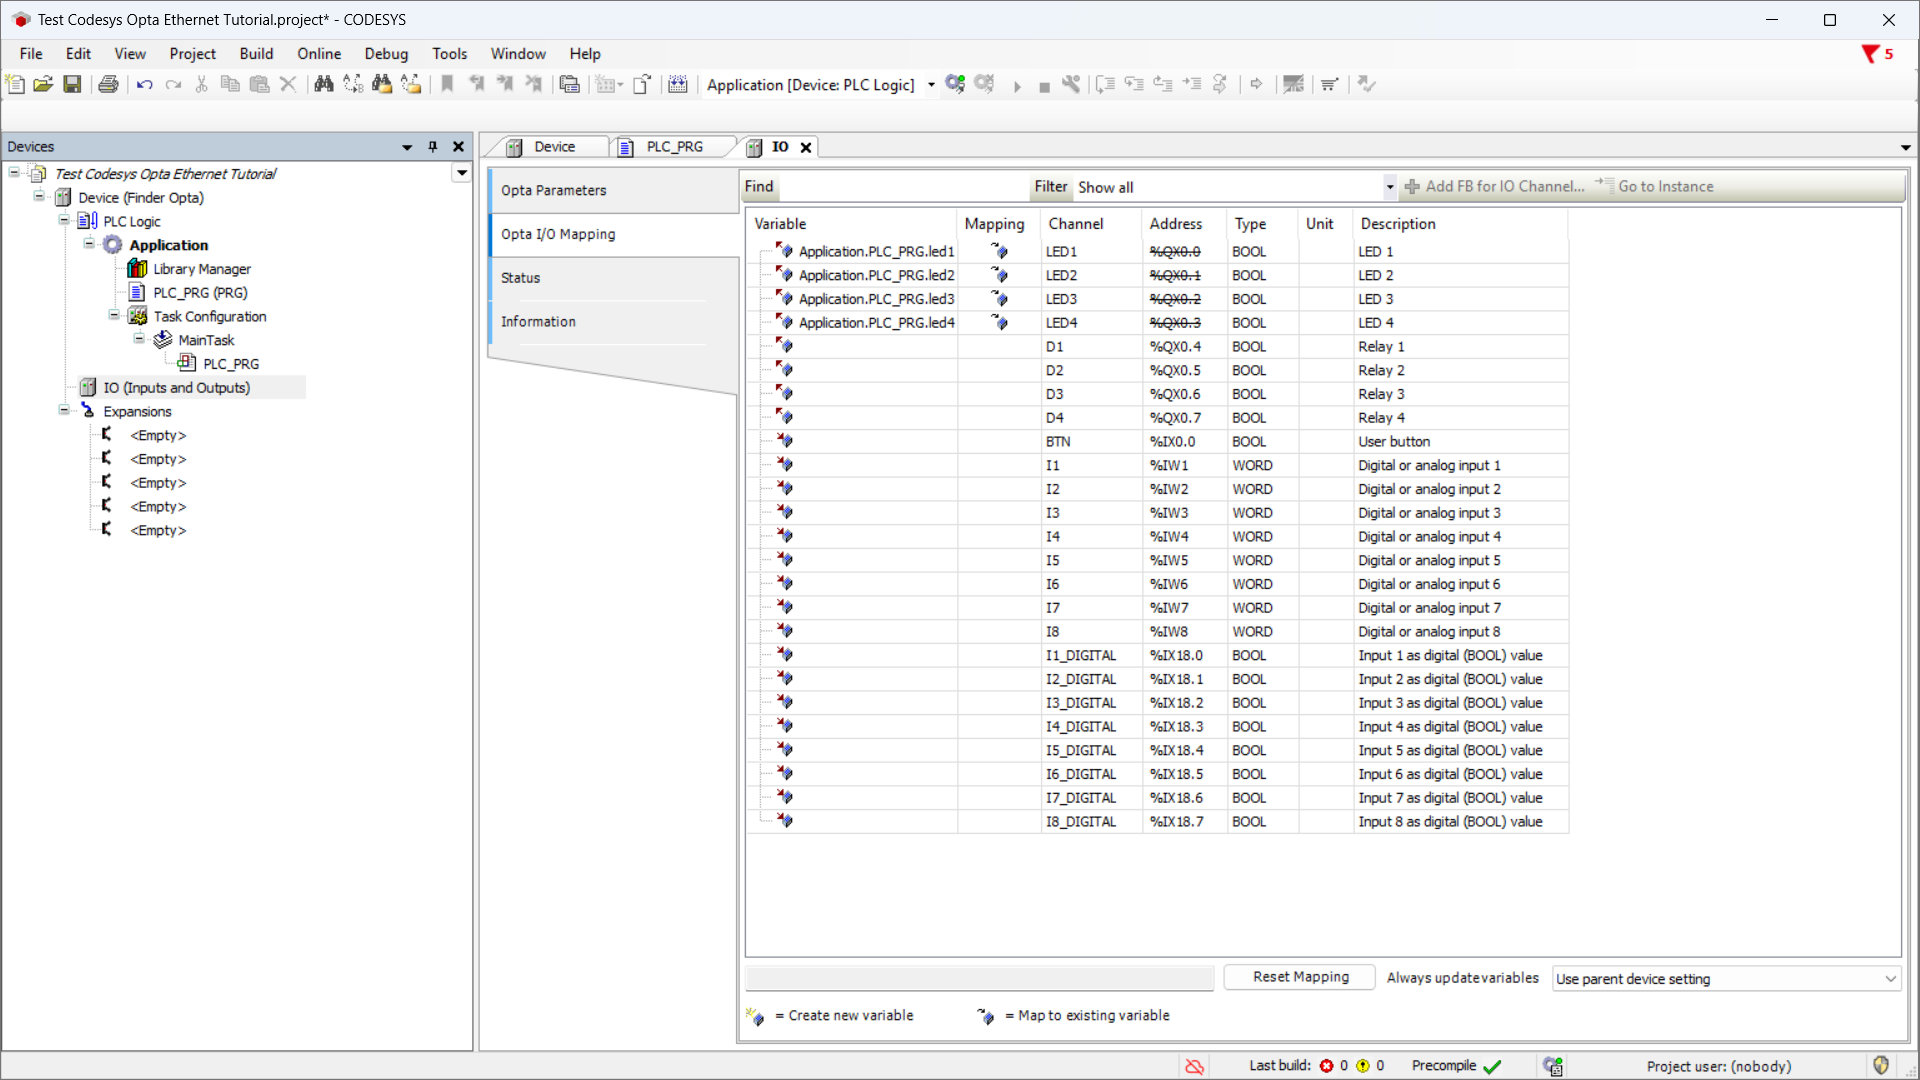 Test Codesys Opta Ethernet Tutorial.project* - CODESYS
File Edit View Project Build Online Debug Tools Window Help
5
Application [Device: PLC Logic]
Devices
Test Codesys Opta Ethernet Tutorial
Device (Finder Opta)
PLC Logic
Application
Library Manager
PLC_PRG (PRG)
Task Configuration
MainTask
PLC_PRG
IO (Inputs and Outputs)
Expansions
<Empty>
<Empty>
<Empty>
<Empty>
<Empty>
Device PLC_PRG IO
Opta Parameters
Opta I/O Mapping
Status
Information
Find Filter Show all Add FB for IO Channel... Go to Instance
Variable Mapping Channel Address Type Unit Description
Application.PLC_PRG.led1 LED1 %QX0.0 BOOL LED 1
Application.PLC_PRG.led2 LED2 %QX0.1 BOOL LED 2
Application.PLC_PRG.led3 LED3 %QX0.2 BOOL LED 3
Application.PLC_PRG.led4 LED4 %QX0.3 BOOL LED 4
D1 %QX0.4 BOOL Relay 1
D2 %QX0.5 BOOL Relay 2
D3 %QX0.6 BOOL Relay 3
D4 %QX0.7 BOOL Relay 4
BTN %IX0.0 BOOL User button
I1 %IW1 WORD Digital or analog input 1
I2 %IW2 WORD Digital or analog input 2
I3 %IW3 WORD Digital or analog input 3
I4 %IW4 WORD Digital or analog input 4
I5 %IW5 WORD Digital or analog input 5
I6 %IW6 WORD Digital or analog input 6
I7 %IW7 WORD Digital or analog input 7
I8 %IW8 WORD Digital or analog input 8
I1_DIGITAL %IX18.0 BOOL Input 1 as digital (BOOL) value
I2_DIGITAL %IX18.1 BOOL Input 2 as digital (BOOL) value
I3_DIGITAL %IX18.2 BOOL Input 3 as digital (BOOL) value
I4_DIGITAL %IX18.3 BOOL Input 4 as digital (BOOL) value
I5_DIGITAL %IX18.4 BOOL Input 5 as digital (BOOL) value
I6_DIGITAL %IX18.5 BOOL Input 6 as digital (BOOL) value
I7_DIGITAL %IX18.6 BOOL Input 7 as digital (BOOL) value
I8_DIGITAL %IX18.7 BOOL Input 8 as digital (BOOL) value
Reset Mapping Always update variables Use parent device setting
= Create new variable = Map to existing variable
Last build: 0 0 Precompile Project user: (nobody)